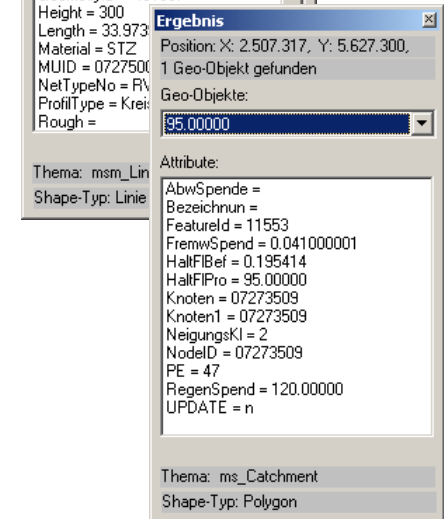 Height = 300
Length = 33.973
Material = STZ
MUID = 0727500
NetTypeNo =
ProfilType =
Rough =
Thema: msm_Lin
Shape-Typ: Linie
Ergebnis
Position: X: 2.507.317, Y: 5.627.300,
1 Geo-Objekt gefunden
Geo-Objekte:
95.00000
Attribute:
AbwSpende =
Bezeichnun =
FeatureId = 11553
FremwSpend = 0.041000001
HaltFlBef = 0.195414
HaltFlPro = 95.00000
Knoten = 07273509
Knoten1 = 07273509
NeigungsKl = 2
NodeID = 07273509
PE = 47
RegenSpend = 120.00000
UPDATE = n
Thema: ms_Catchment
Shape-Typ: Polygon